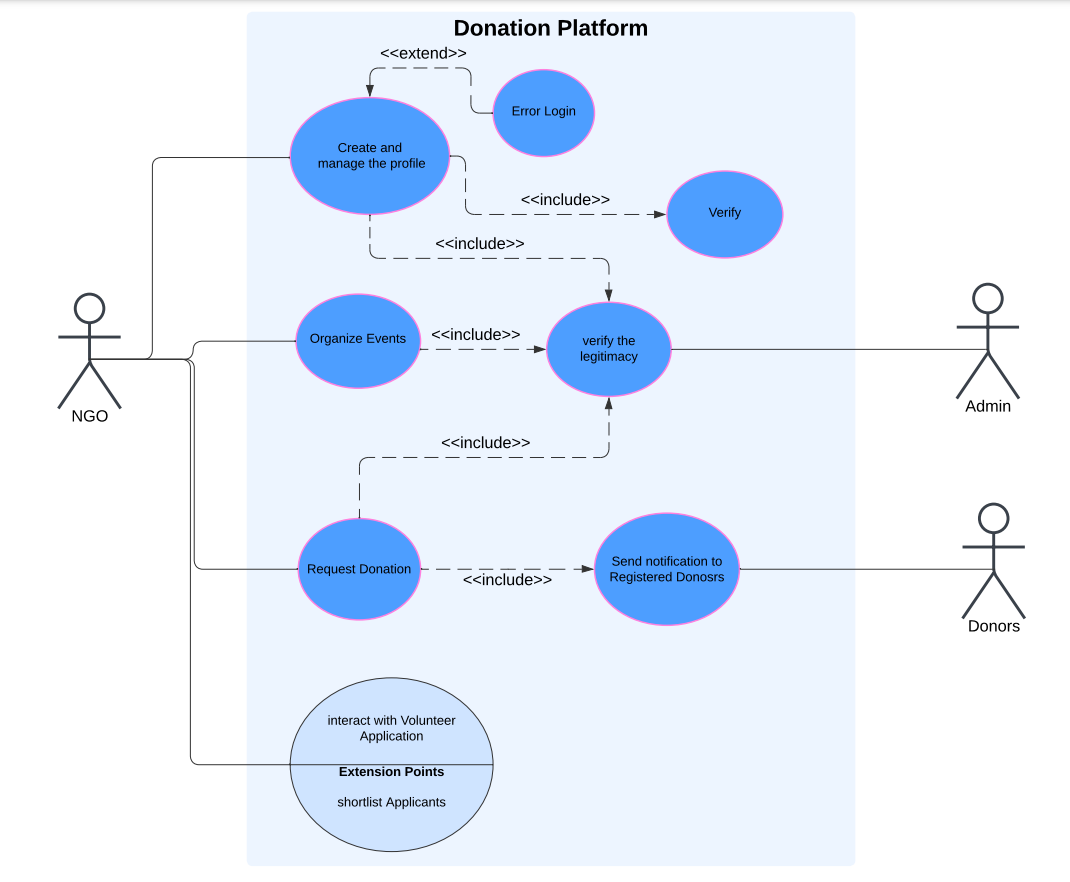 Donation Platform
<<extend>>
Error Login
Create and
manage the profile
<<include>>
Verify
<<include>>
Organize Events
<<include>>
verify the
legitimacy
NGO
Admin
<<include>>
Request Donation
<<include>>
Send notification to
Registered Donosrs
Donors
interact with Volunteer
Application
Extension Points
shortlist Applicants